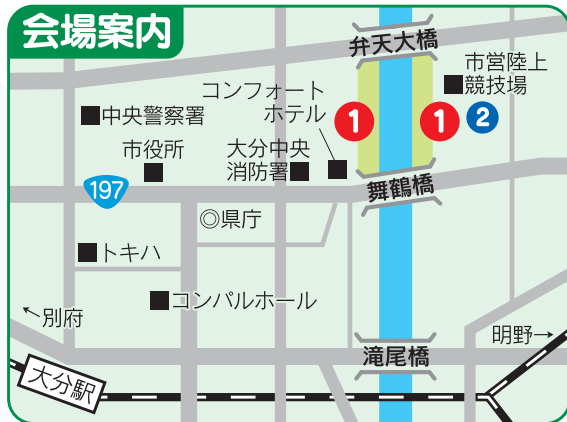 会場案内
弁天大橋
市営陸上
競技場
コンフォート
ホテル
1
1
2
中央警察署
市役所
大分中央
消防署
197
舞鶴橋
◎県庁
トキハ
コンパルホール
別府
滝尾橋
明野
大分駅